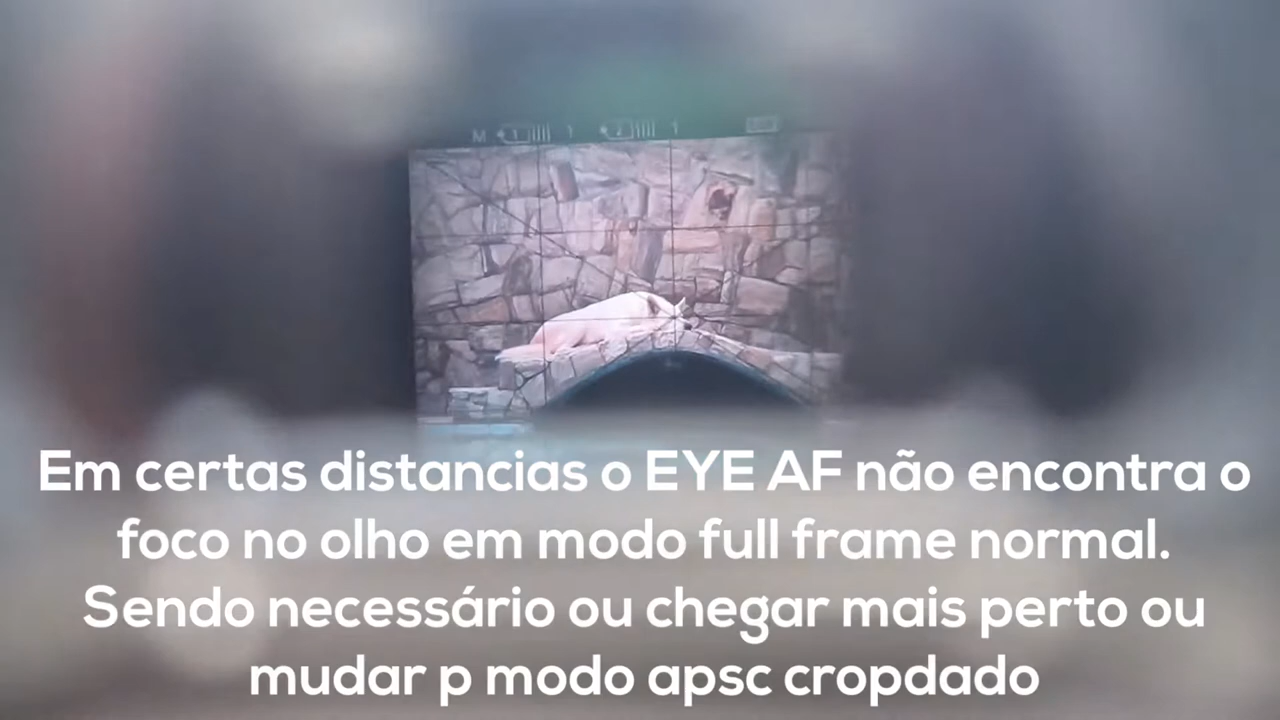 M
Em certas distancias o EYE AF não encontra o
foco no olho em modo full frame normal.
Sendo necessário ou chegar mais perto ou
mudar p modo apsc cropdado